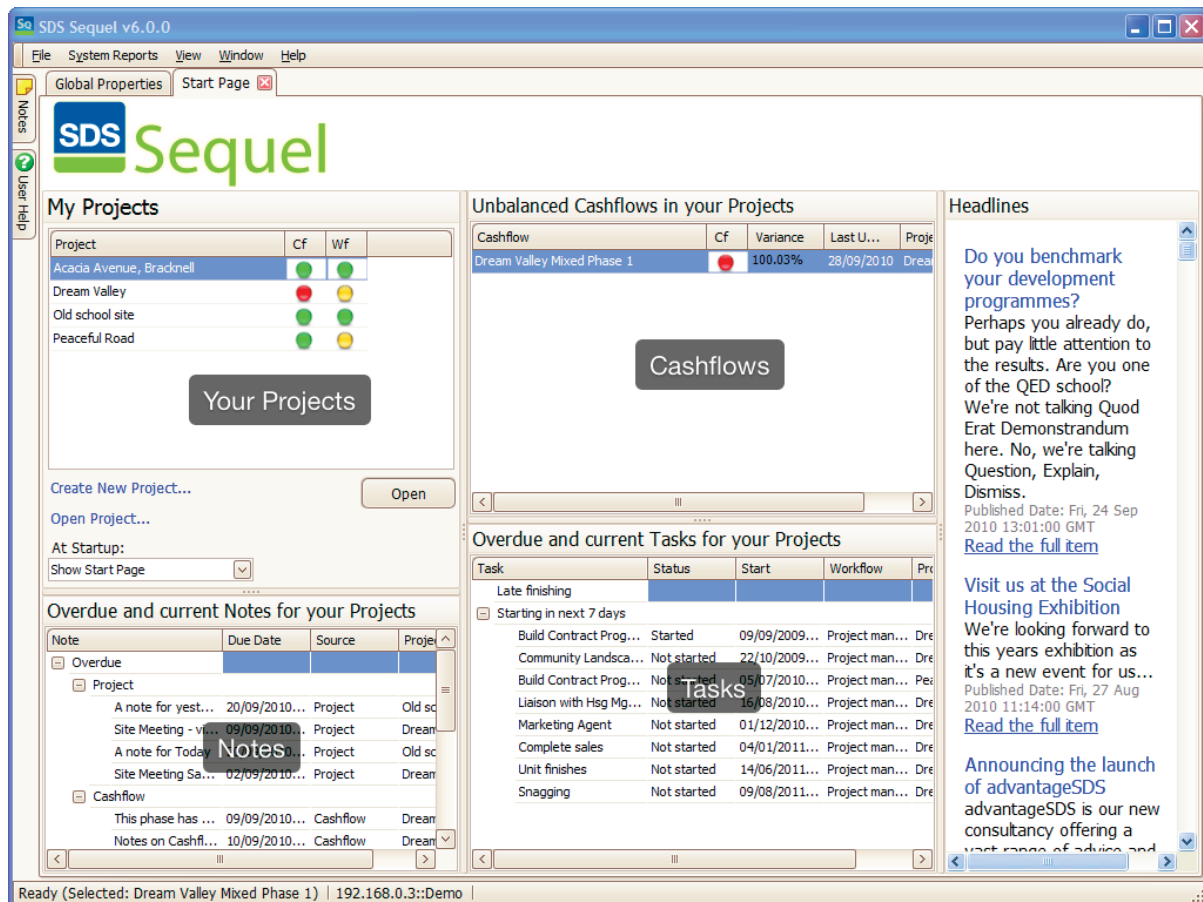 SDS Sequel v6.0.0
File System Reports View Window Help
Notes
User Help
Global Properties Start Page
SDS Sequel
My Projects
Project Cf Wf
Acacia Avenue, Bracknell
Dream Valley
Old school site
Peaceful Road
Your Projects
Create New Project...
Open
Open Project...
At Startup:
Show Start Page
Overdue and current Notes for your Projects
Note Due Date Source Projec
Overdue
Project
A note for yest... 20/09/2010... Project Old sc
Site Meeting - vi... 09/09/2010... Project Dream
A note for Today Project Old sc
Site Meeting Sa... 02/09/2010... Project Dream
Notes
Cashflow
This phase has ... 09/09/2010... Cashflow Dream
Notes on Cashfl... 10/09/2010... Cashflow Dream
Unbalanced Cashflows in your Projects
Cashflow Cf Variance Last U... Proje
Dream Valley Mixed Phase 1 100.03% 28/09/2010 Drea
Cashflows
Overdue and current Tasks for your Projects
Task Status Start Workflow Pro
Late finishing
Starting in next 7 days
Build Contract Prog... Started 09/09/2009... Project man... Dre
Community Landsca... Not started 22/10/2009... Project man... Dre
Build Contract Prog... Not started 05/07/2010... Project man... Pea
Liaison with Hsg Mg... Not started 16/08/2010... Project man... Dre
Tasks
Marketing Agent Not started 01/12/2010... Project man... Dre
Complete sales Not started 04/01/2011... Project man... Dre
Unit finishes Not started 14/06/2011... Project man... Dre
Snagging Not started 09/08/2011... Project man... Dre
Headlines
Do you benchmark
your development
programmes?
Perhaps you already do,
but pay little attention to
the results. Are you one
of the QED school?
We're not talking Quod
Erat Demonstrandum
here. No, we're talking
Question, Explain,
Dismiss.
Published Date: Fri, 24 Sep
2010 13:01:00 GMT
Read the full item
Visit us at the Social
Housing Exhibition
We're looking forward to
this years exhibition as
it's a new event for us...
Published Date: Fri, 27 Aug
2010 11:14:00 GMT
Read the full item
Announcing the launch
of advantageSDS
advantageSDS is our new
consultancy offering a
vast range of advice and
Ready (Selected: Dream Valley Mixed Phase 1) 192.168.0.3::Demo